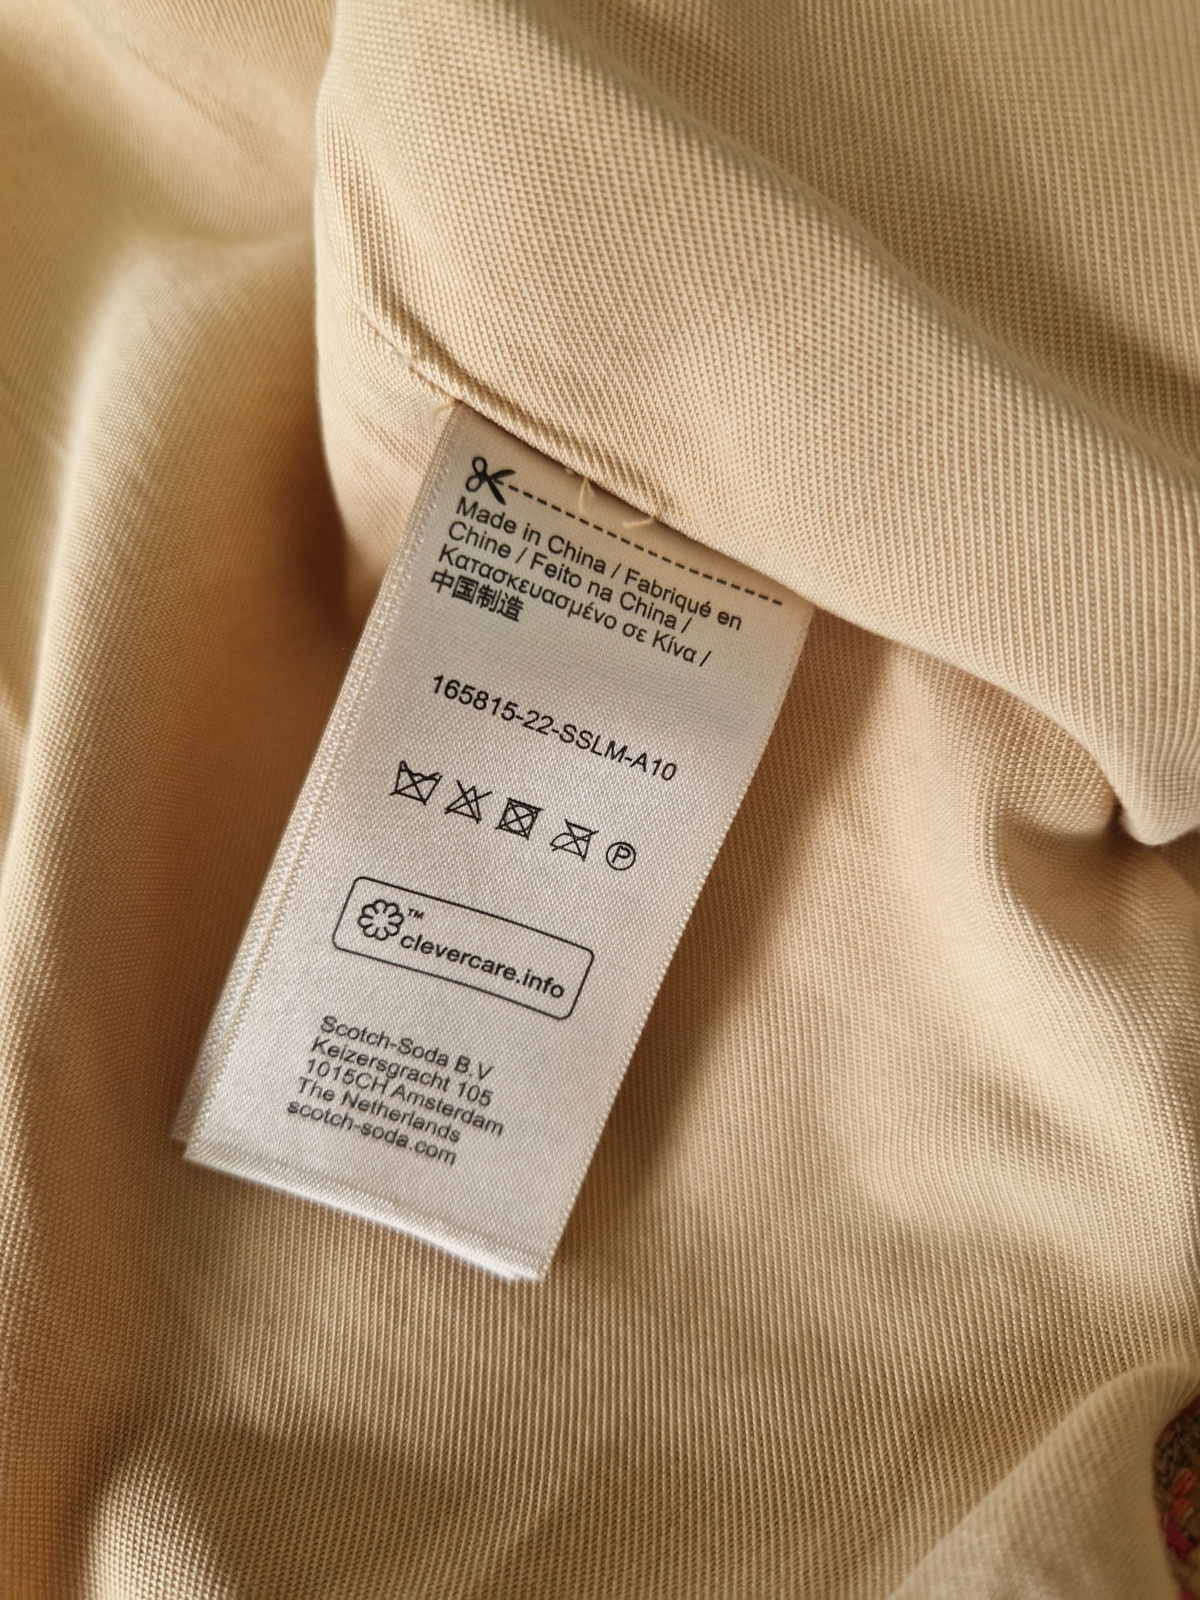 Made in China / Fabriqué en
Chine / Feito na China /
Κατασκευασμένο σε Κίνα /
中国制造
165815-22-SSLM-A10
P
™
clevercare.info
Scotch-Soda B.V
Keizersgracht 105
1015CH Amsterdam
The Netherlands
scotch-soda.com